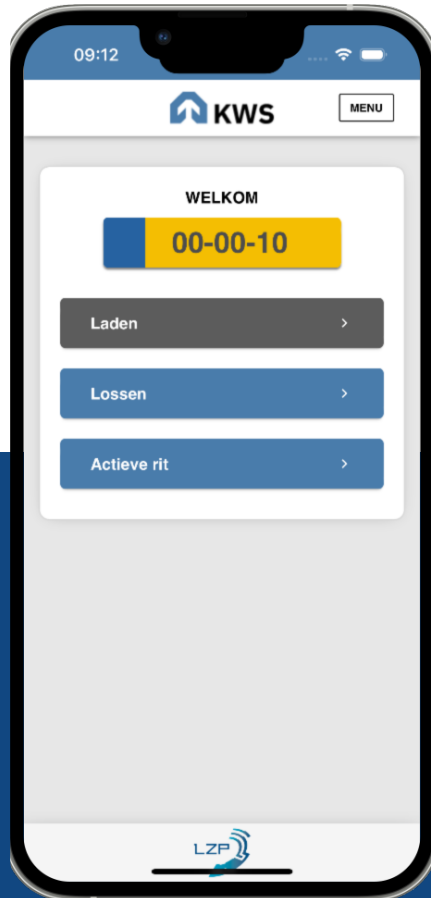 09:12
KWS
MENU
WELKOM
00-00-10
Laden
Lossen
Actieve rit
LZP